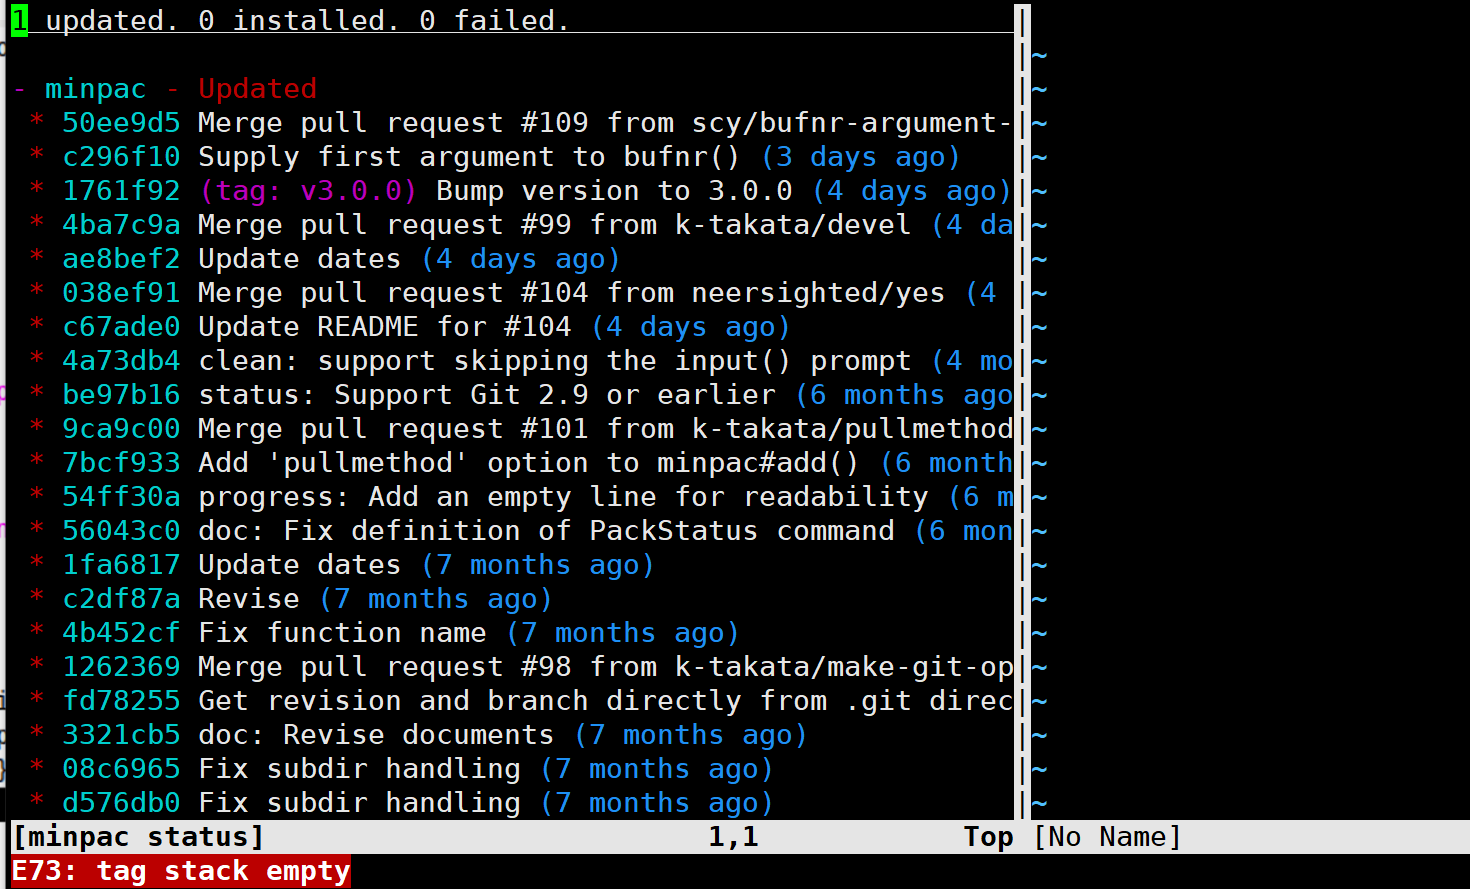 1 updated. 0 installed. 0 failed.
- minpac - Updated
* 50ee9d5 Merge pull request #109 from scy/bufnr-argument-
* c296f10 Supply first argument to bufnr() (3 days ago)
* 1761f92 (tag: v3.0.0) Bump version to 3.0.0 (4 days ago)
* 4ba7c9a Merge pull request #99 from k-takata/devel (4 da
* ae8bef2 Update dates (4 days ago)
* 038ef91 Merge pull request #104 from neersighted/yes (4
* c67ade0 Update README for #104 (4 days ago)
* 4a73db4 clean: support skipping the input() prompt (4 mo
* be97b16 status: Support Git 2.9 or earlier (6 months ago
* 9ca9c00 Merge pull request #101 from k-takata/pullmethod
* 7bcf933 Add 'pullmethod' option to minpac#add() (6 month
* 54ff30a progress: Add an empty line for readability (6 m
* 56043c0 doc: Fix definition of PackStatus command (6 mon
* 1fa6817 Update dates (7 months ago)
* c2df87a Revise (7 months ago)
* 4b452cf Fix function name (7 months ago)
* 1262369 Merge pull request #98 from k-takata/make-git-op
* fd78255 Get revision and branch directly from .git direc
* 3321cb5 doc: Revise documents (7 months ago)
* 08c6965 Fix subdir handling (7 months ago)
* d576db0 Fix subdir handling (7 months ago)
[minpac status] 1,1 Top [No Name]
E73: tag stack empty